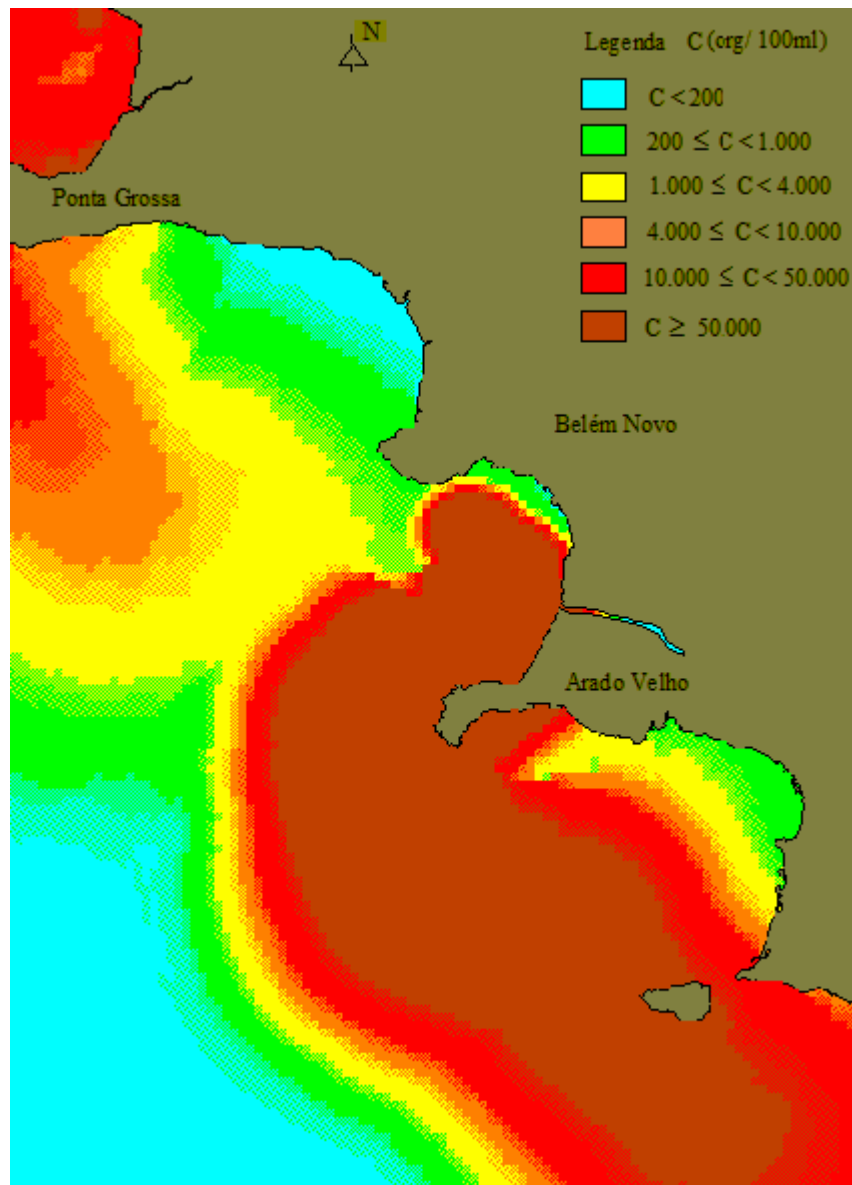 N
Legenda C (org/ 100ml)
C < 200
200 ≤ C < 1.000
1.000 ≤ C < 4.000
4.000 ≤ C < 10.000
10.000 ≤ C < 50.000
C ≥ 50.000
Ponta Grossa
Belém Novo
Arado Velho